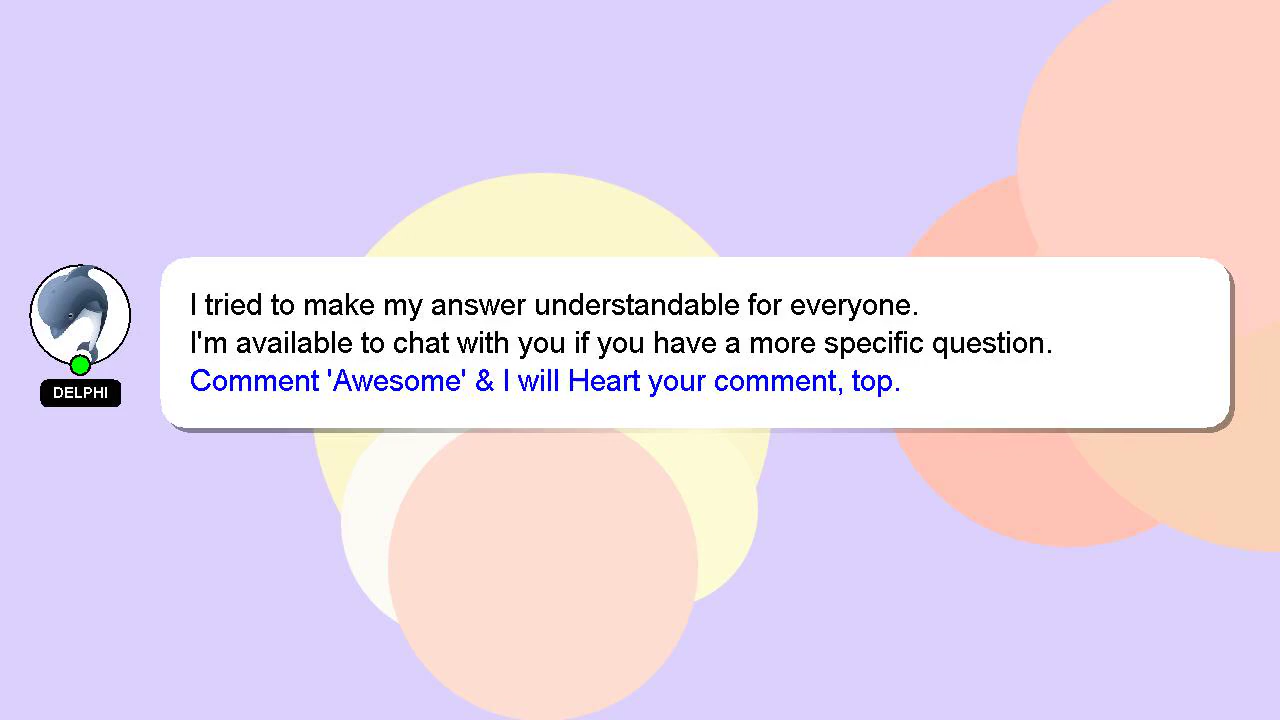 I tried to make my answer understandable for everyone.
I'm available to chat with you if you have a more specific question.
Comment 'Awesome' & I will Heart your comment, top.
DELPHI